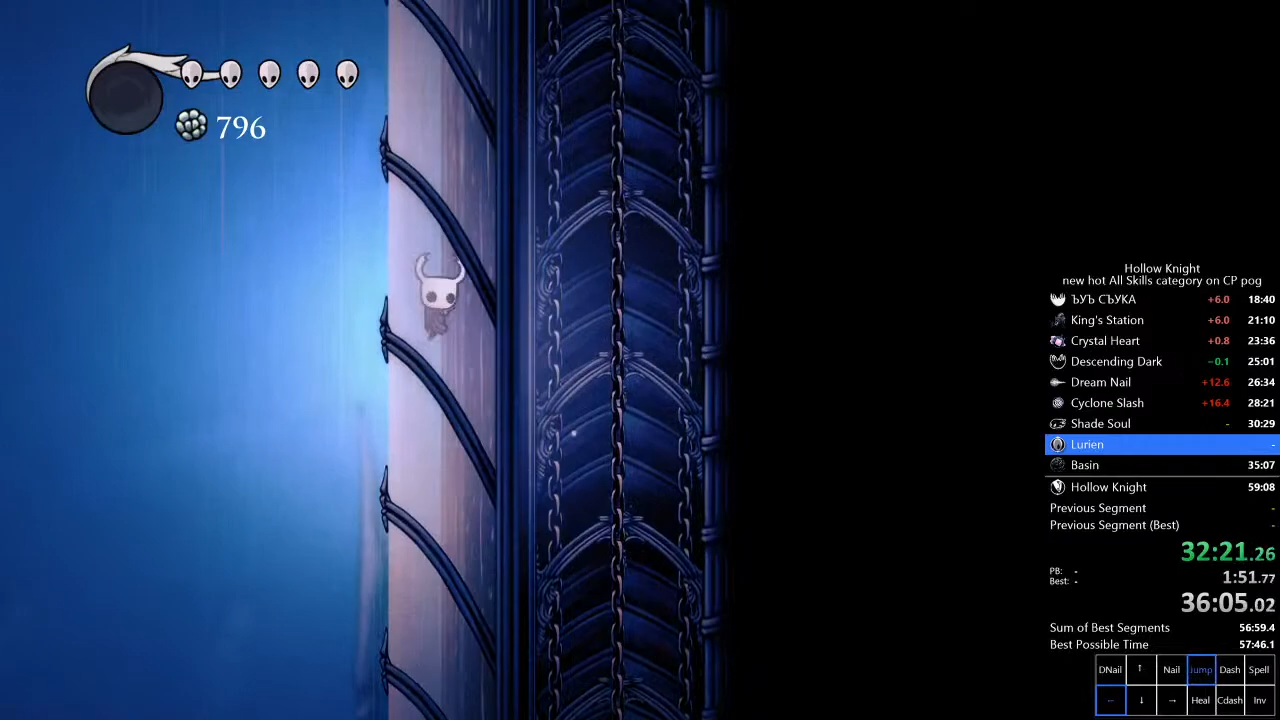 796
Hollow Knight
new hot All Skills category on CP pog
ЪУЪ СЪУКА +6.0 18:40
King's Station +6.0 21:10
Crystal Heart +0.8 23:36
Descending Dark −0.1 25:01
Dream Nail +12.6 26:34
Cyclone Slash +16.4 28:21
Shade Soul - 30:29
Lurien -
Basin 35:07
Hollow Knight 59:08
Previous Segment -
Previous Segment (Best) -
32:21.26
PB: - 
Best: - 1:51.77
36:05.02
Sum of Best Segments 56:59.4
Best Possible Time 57:46.1
DNail ↑ Nail Jump Dash Spell
← ↓ → Heal Cdash Inv